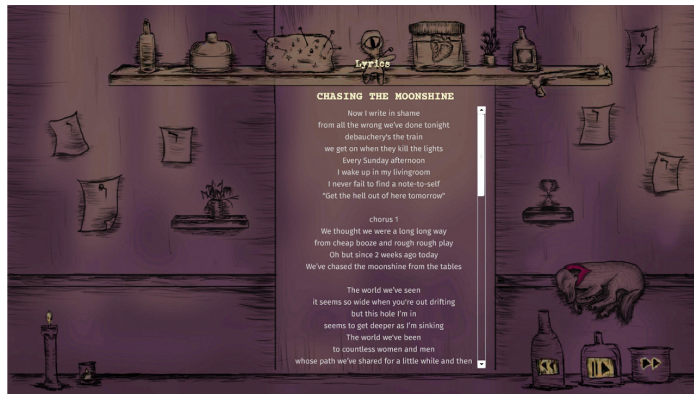 Lyrics
X
CHASING THE MOONSHINE
Now I write in shame
from all the wrong we've done tonight
debauchery's the train
we get on when they kill the lights
Every Sunday afternoon
I wake up in my livingroom
I never fail to find a note-to-self
"Get the hell out of here tomorrow"
chorus 1
We thought we were a long long way
from cheap booze and rough rough play
Oh but since 2 weeks ago today
We've chased the moonshine from the tables
The world we've seen
it seems so wide when you're out drifting
but this hole I'm in
seems to get deeper as I'm sinking
The world we've been
to countless women and men
whose path we've shared for a little while and then